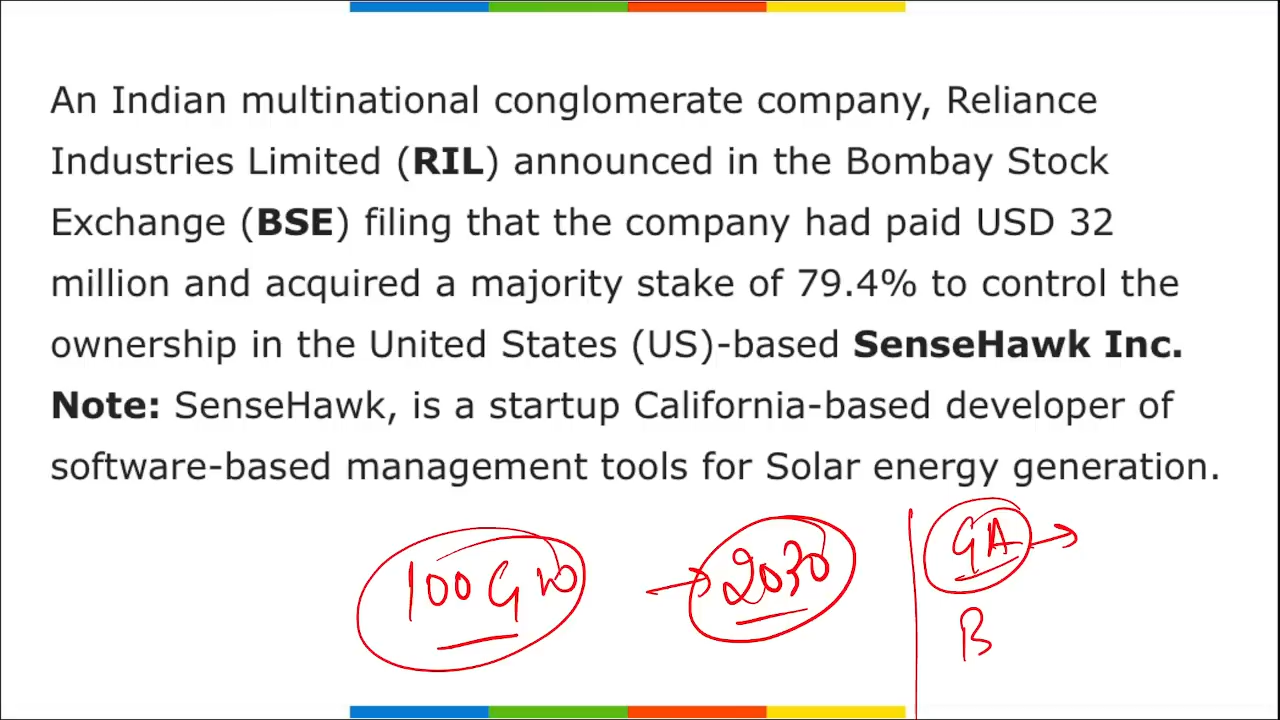 An Indian multinational conglomerate company, Reliance
Industries Limited (RIL) announced in the Bombay Stock
Exchange (BSE) filing that the company had paid USD 32
million and acquired a majority stake of 79.4% to control the
ownership in the United States (US)-based SenseHawk Inc.
Note: SenseHawk, is a startup California-based developer of
software-based management tools for Solar energy generation.
100GW → 2030
GA →
B